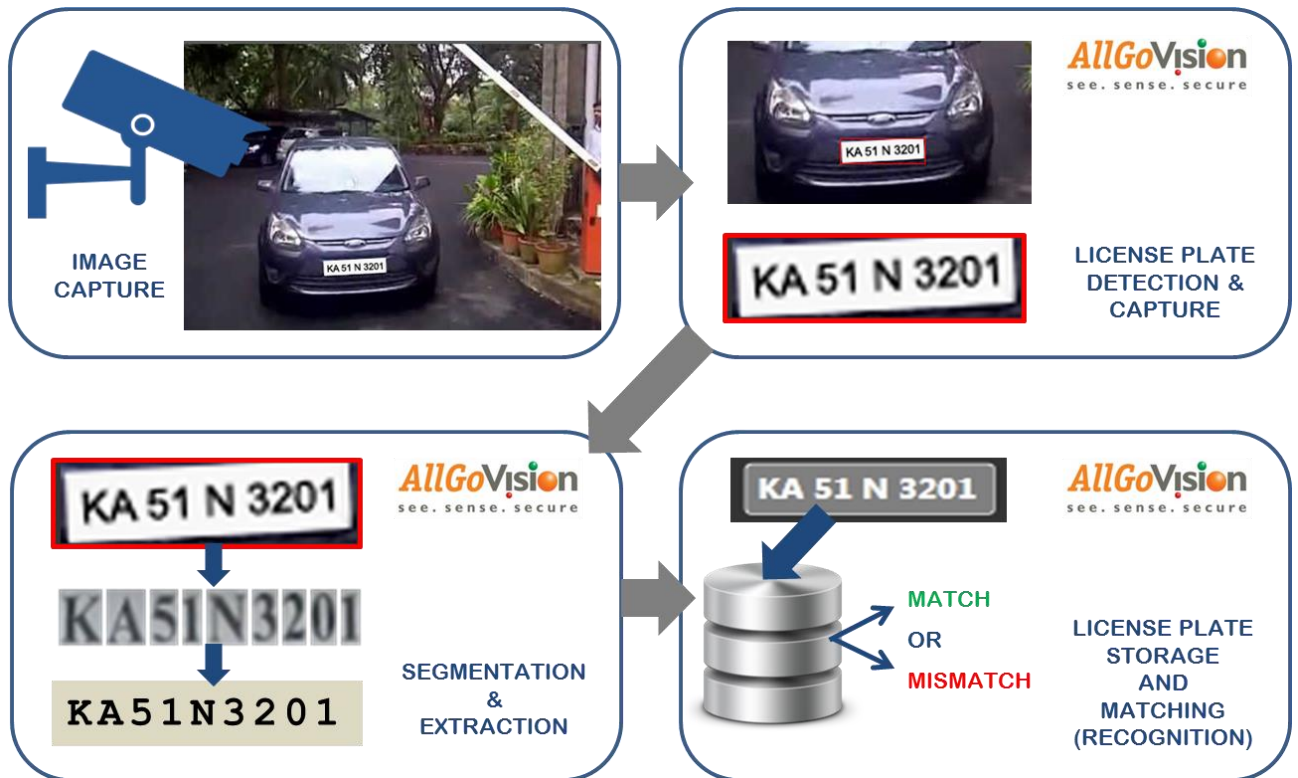 IMAGE
CAPTURE
KA 51 N 3201
AllGoVision
see. sense. secure
KA 51 N 3201
KA 51 N 3201
LICENSE PLATE
DETECTION &
CAPTURE
KA 51 N 3201
KA51N3201
KA51N3201
AllGoVision
see. sense. secure
SEGMENTATION
&
EXTRACTION
KA 51 N 3201
AllGoVision
see. sense. secure
MATCH
OR
MISMATCH
LICENSE PLATE
STORAGE
AND
MATCHING
(RECOGNITION)